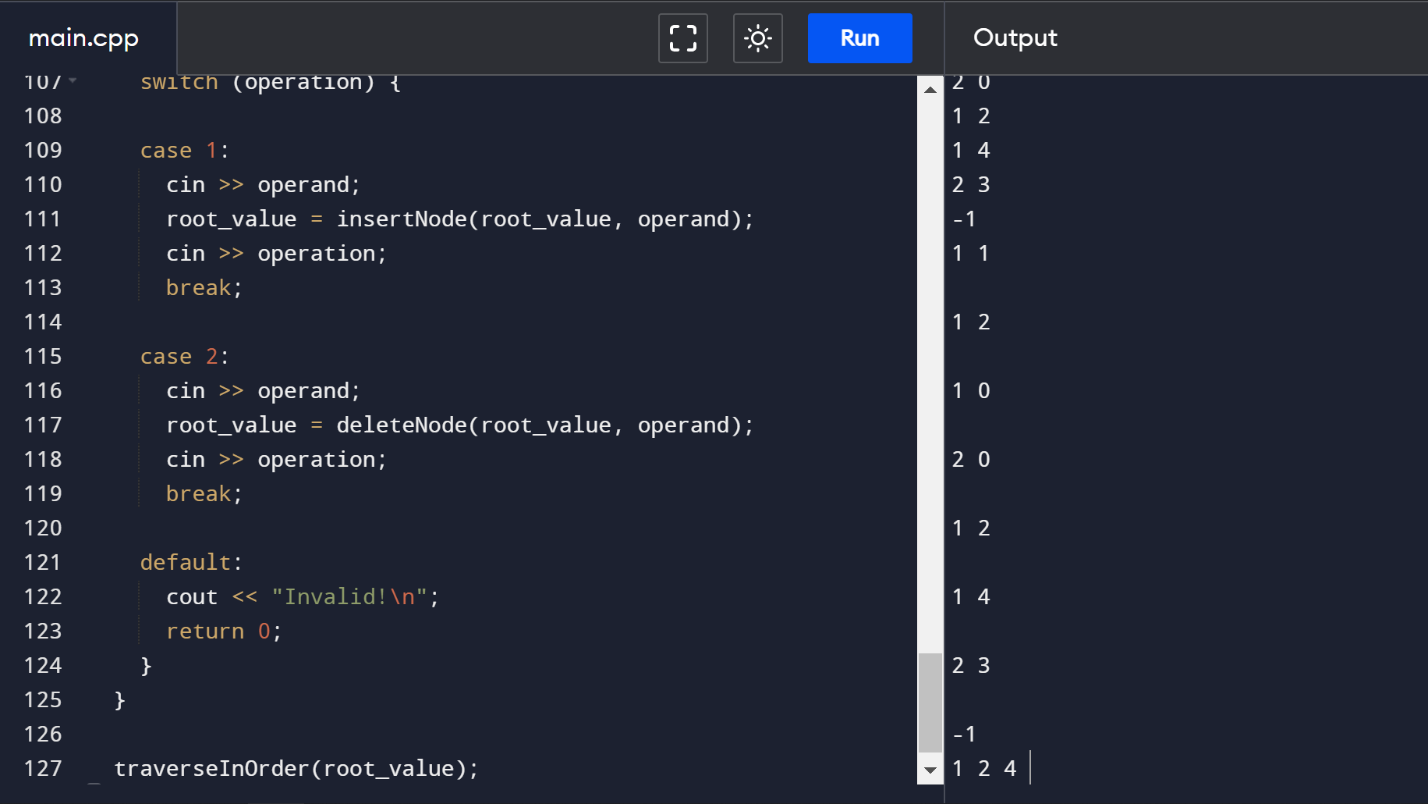 main.cpp
Run
Output
107 switch (operation) {
108
109 case 1:
110 cin >> operand;
111 root_value = insertNode(root_value, operand);
112 cin >> operation;
113 break;
114
115 case 2:
116 cin >> operand;
117 root_value = deleteNode(root_value, operand);
118 cin >> operation;
119 break;
120
121 default:
122 cout << "Invalid!\n";
123 return 0;
124 }
125 }
126
127 traverseInOrder(root_value);
2 0
1 2
1 4
2 3
-1
1 1
1 2
1 0
2 0
1 2
1 4
2 3
-1
1 2 4